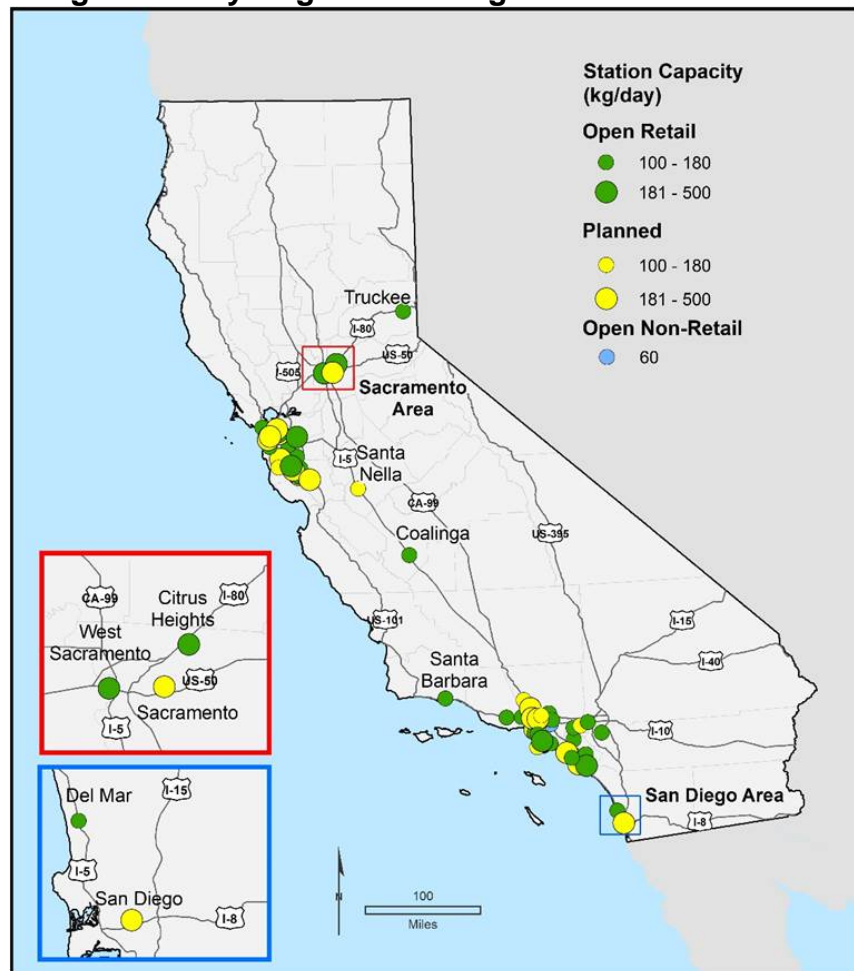 Station Capacity
(kg/day)
Open Retail
100 - 180
181 - 500
Planned
100 - 180
181 - 500
Open Non-Retail
60
Truckee
I-80
US-50
I-505
Sacramento
Area
I-5
Santa
Nella
CA-99
Coalinga
US-395
US-101
I-15
I-40
Santa
Barbara
I-10
San Diego Area
I-8
CA-99
Citrus
Heights
I-80
West
Sacramento
US-50
Sacramento
I-5
Del Mar
I-15
I-5
San Diego
I-8
N
100
Miles